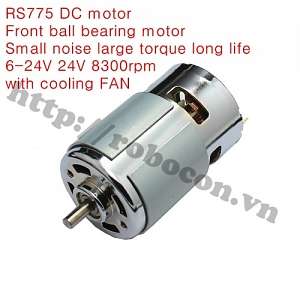 RS775 DC motor
Front ball bearing motor
Small noise large torque long life
6-24V 24V 8300rpm
with cooling FAN
http://robocon.vn